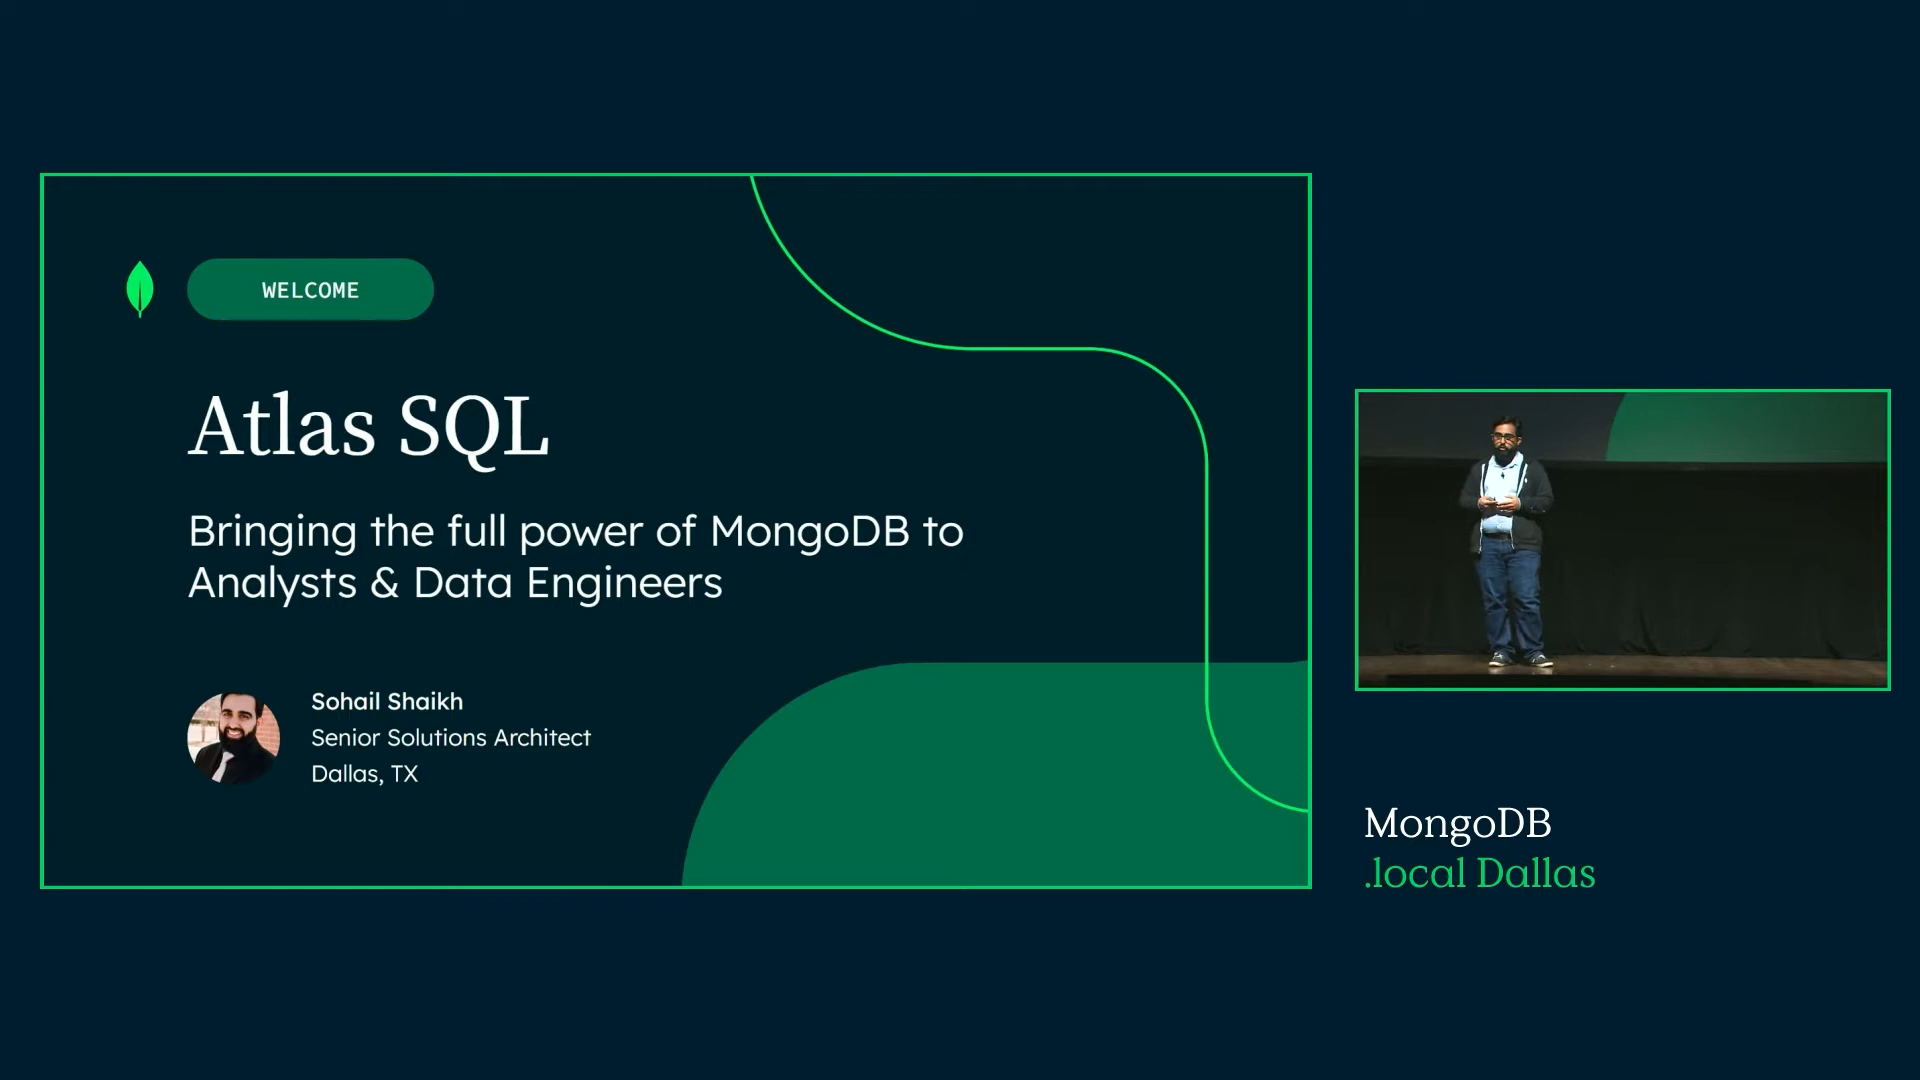 WELCOME
Atlas SQL
Bringing the full power of MongoDB to
Analysts & Data Engineers
Sohail Shaikh
Senior Solutions Architect
Dallas, TX
MongoDB
.local Dallas